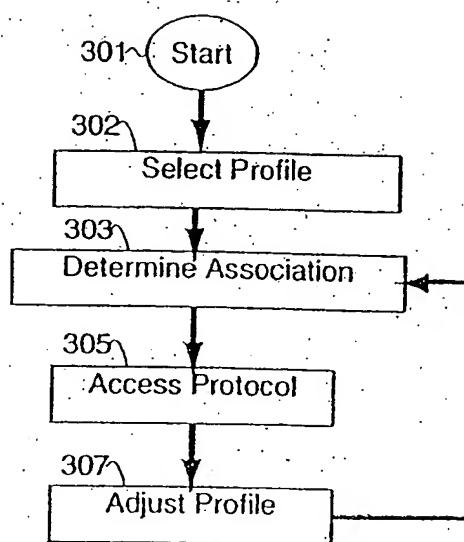 301 Start
302
Select Profile
303
Determine Association
305
Access Protocol
307
Adjust Profile